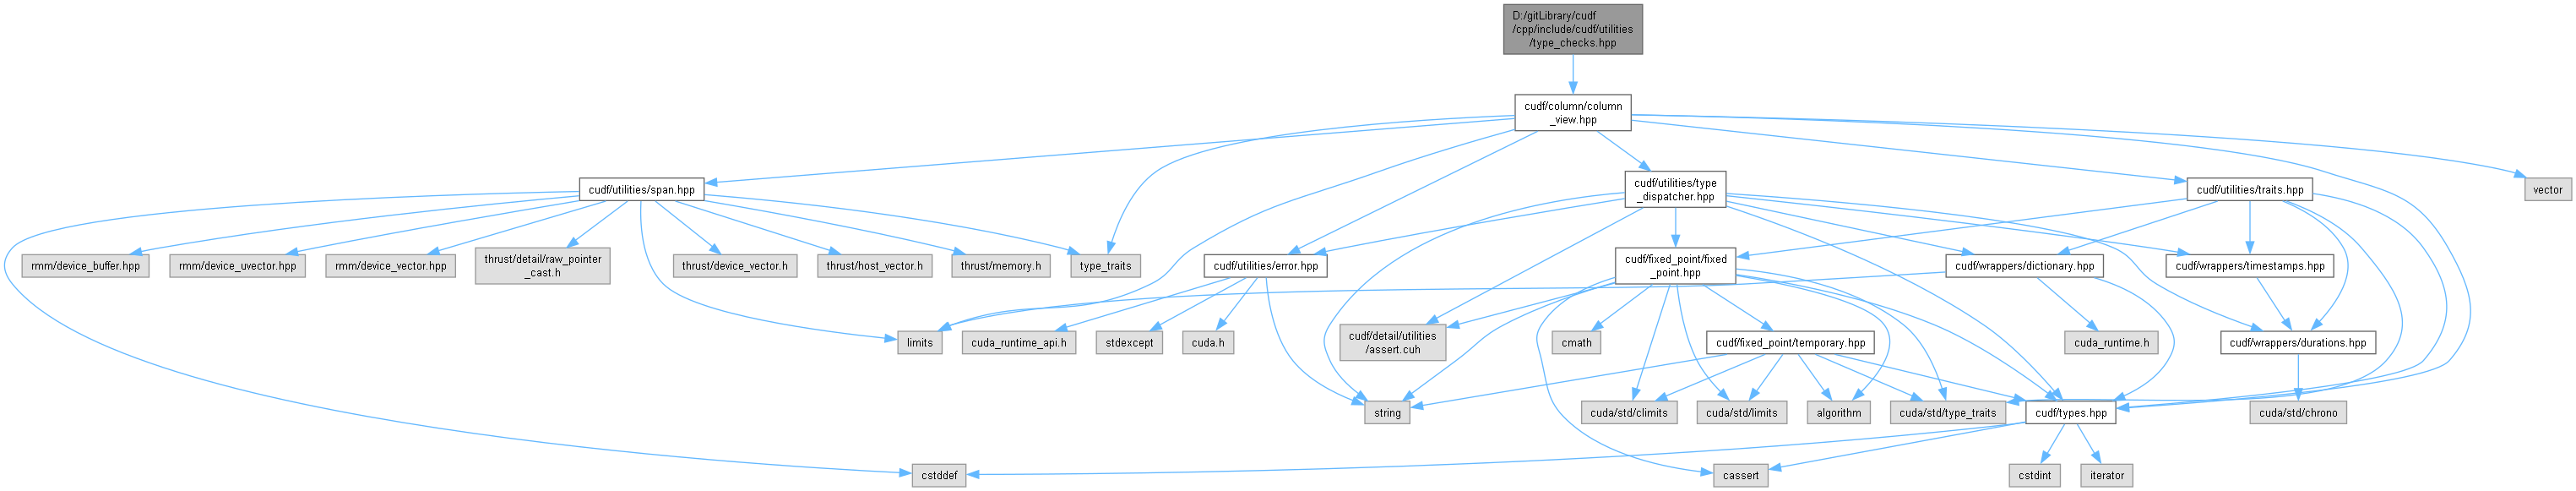 D:/gitLibrary/cudf
/cpp/include/cudf/utilities
/type_checks.hpp
cudf/column/column
_view.hpp
cudf/utilities/span.hpp
cudf/utilities/type
_dispatcher.hpp
cudf/utilities/traits.hpp
vector
rmm/device_buffer.hpp
rmm/device_uvector.hpp
rmm/device_vector.hpp
thrust/detail/raw_pointer
_cast.h
thrust/device_vector.h
thrust/host_vector.h
thrust/memory.h
type_traits
cudf/utilities/error.hpp
cudf/fixed_point/fixed
_point.hpp
cudf/wrappers/dictionary.hpp
cudf/wrappers/timestamps.hpp
limits
cuda_runtime_api.h
stdexcept
cuda.h
cudf/detail/utilities
/assert.cuh
cmath
cudf/fixed_point/temporary.hpp
cuda_runtime.h
cudf/wrappers/durations.hpp
string
cuda/std/climits
cuda/std/limits
algorithm
cuda/std/type_traits
cudf/types.hpp
cuda/std/chrono
cstddef
cassert
cstdint
iterator